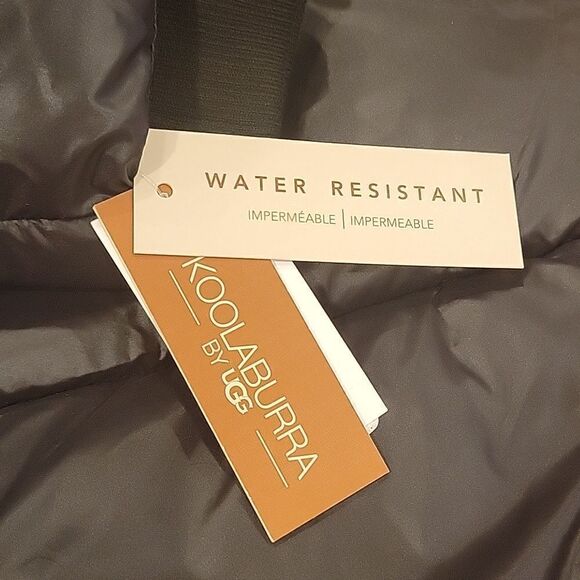 WATER RESISTANT
IMPERMÉABLE | IMPERMEABLE
KOOLABURRA
BY UGG